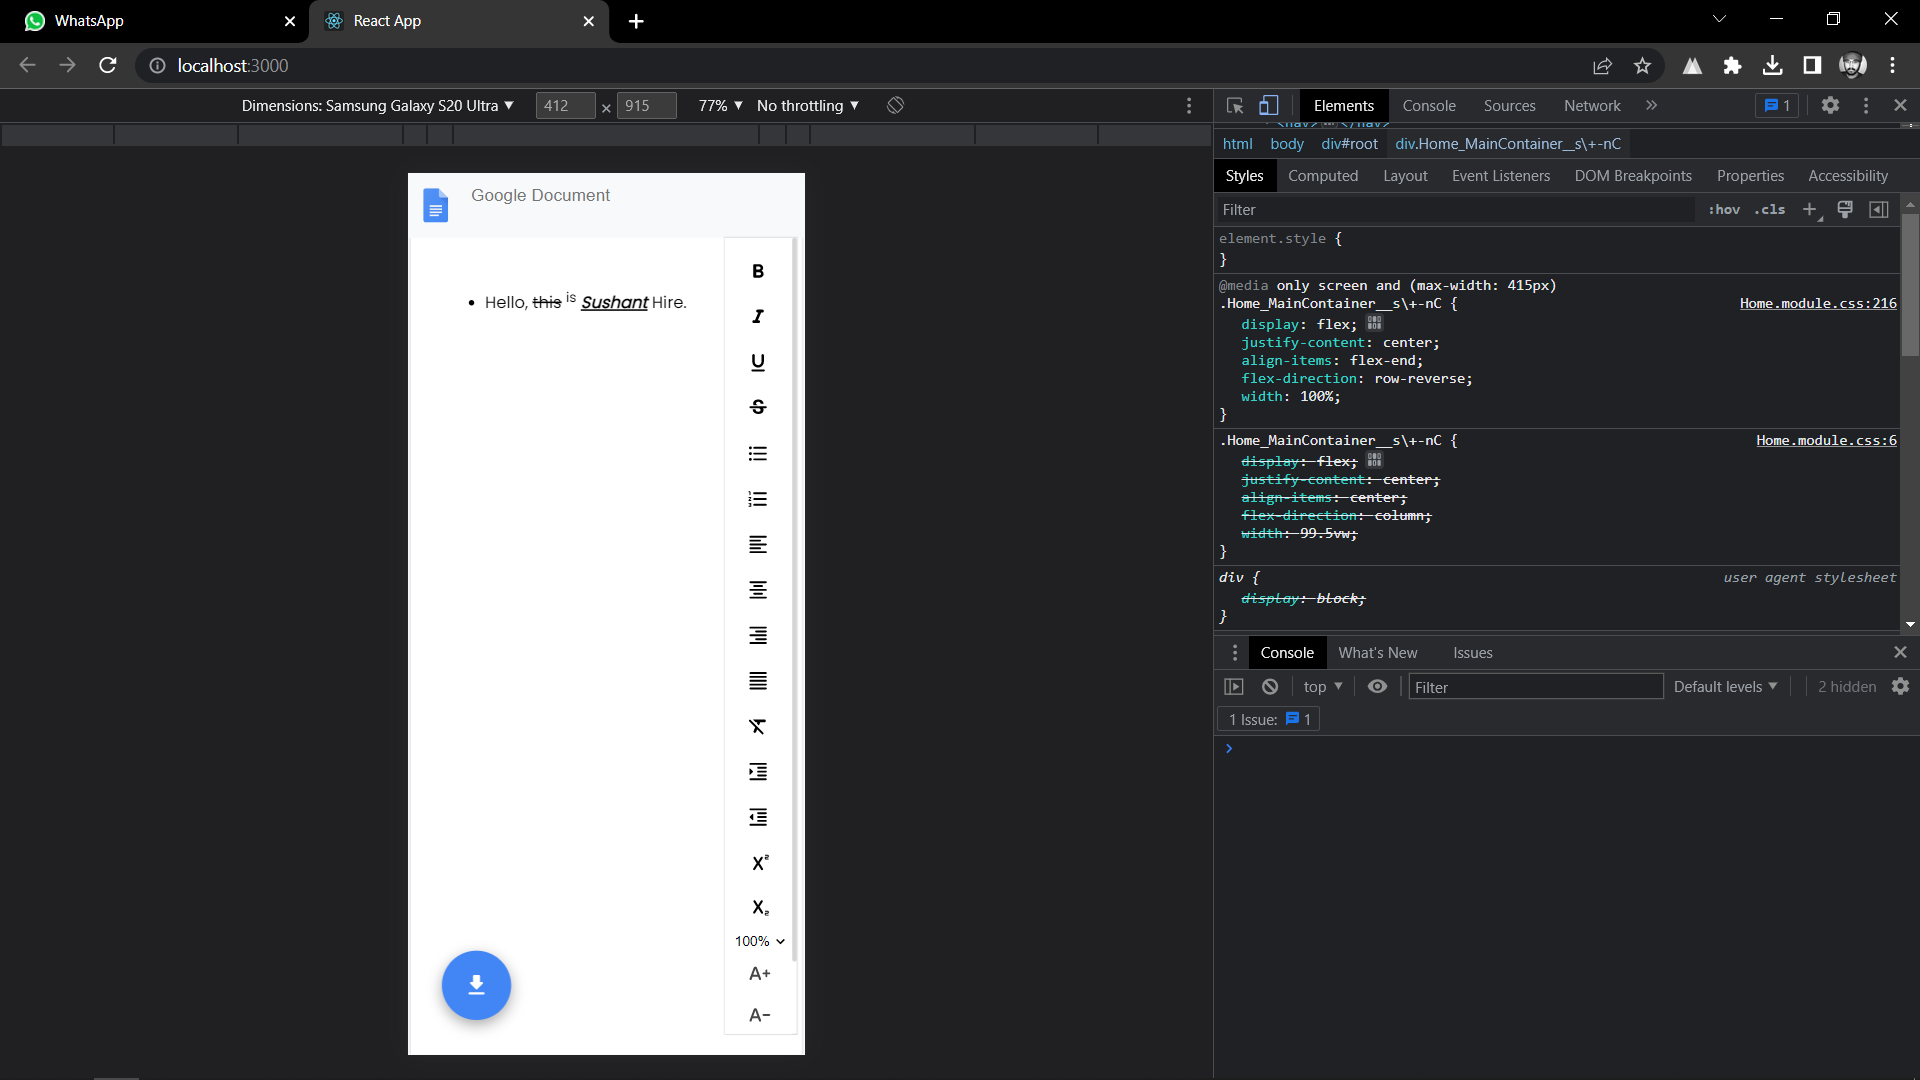 WhatsApp
React App
localhost:3000
Dimensions: Samsung Galaxy S20 Ultra ▼ 412 × 915 77% ▼ No throttling ▼
Elements Console Sources Network » 1
html body div#root div.Home_MainContainer__s\+-nC
Styles Computed Layout Event Listeners DOM Breakpoints Properties Accessibility
Filter :hov .cls
element.style {
}
@media only screen and (max-width: 415px)
.Home_MainContainer__s\+-nC { Home.module.css:216
display: flex;
justify-content: center;
align-items: flex-end;
flex-direction: row-reverse;
width: 100%;
}
.Home_MainContainer__s\+-nC { Home.module.css:6
display: flex;
justify-content: center;
align-items: center;
flex-direction: column;
width: 99.5vw;
}
div { user agent stylesheet
display: block;
}
Console What's New Issues
top ▼ Filter Default levels ▼ 2 hidden
1 Issue: 1
Google Document
• Hello, this is Sushant Hire.
B
I
U
S
X²
X₂
100%
A+
A-